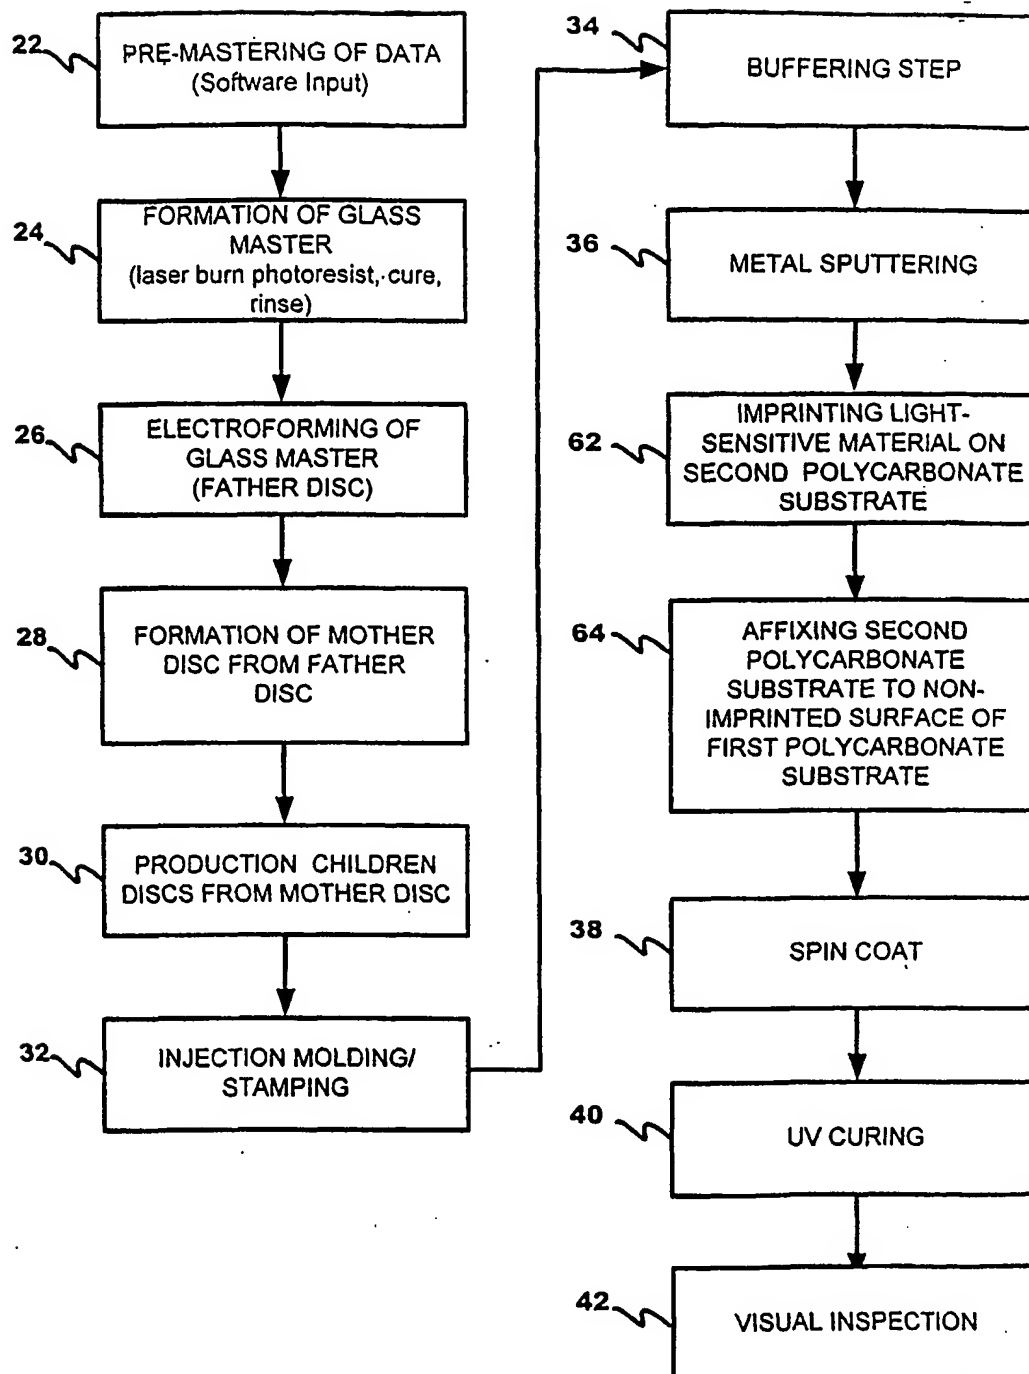 22
PRE-MASTERING OF DATA
(Software Input)
24
FORMATION OF GLASS
MASTER
(laser burn photoresist, cure,
rinse)
26
ELECTROFORMING OF
GLASS MASTER
(FATHER DISC)
28
FORMATION OF MOTHER
DISC FROM FATHER
DISC
30
PRODUCTION CHILDREN
DISCS FROM MOTHER DISC
32
INJECTION MOLDING/
STAMPING
34
BUFFERING STEP
36
METAL SPUTTERING
62
IMPRINTING LIGHT-
SENSITIVE MATERIAL ON
SECOND POLYCARBONATE
SUBSTRATE
64
AFFIXING SECOND
POLYCARBONATE
SUBSTRATE TO NON-
IMPRINTED SURFACE OF
FIRST POLYCARBONATE
SUBSTRATE
38
SPIN COAT
40
UV CURING
42
VISUAL INSPECTION